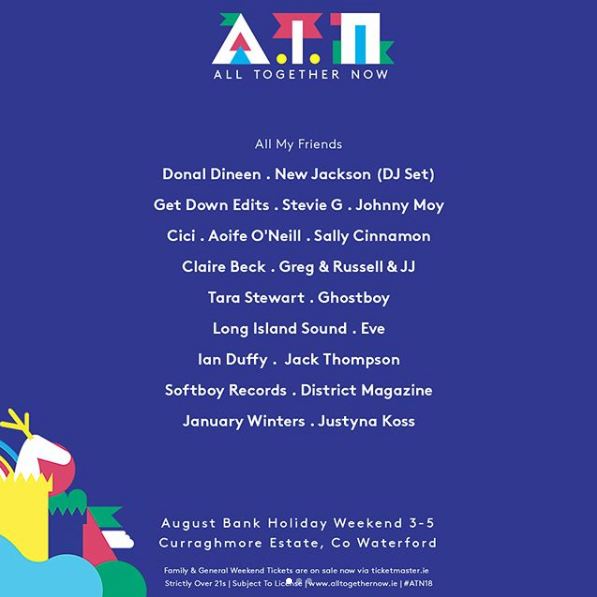 A.T.N
ALL TOGETHER NOW
All My Friends
Donal Dineen . New Jackson (DJ Set)
Get Down Edits . Stevie G . Johnny Moy
Cici . Aoife O'Neill . Sally Cinnamon
Claire Beck . Greg & Russell & JJ
Tara Stewart . Ghostboy
Long Island Sound . Eve
Ian Duffy . Jack Thompson
Softboy Records . District Magazine
January Winters . Justyna Koss
August Bank Holiday Weekend 3-5
Curraghmore Estate, Co Waterford
Family & General Weekend Tickets are on sale now via ticketmaster.ie
Strictly Over 21s | Subject To License | www.alltogethernow.ie | #ATN18